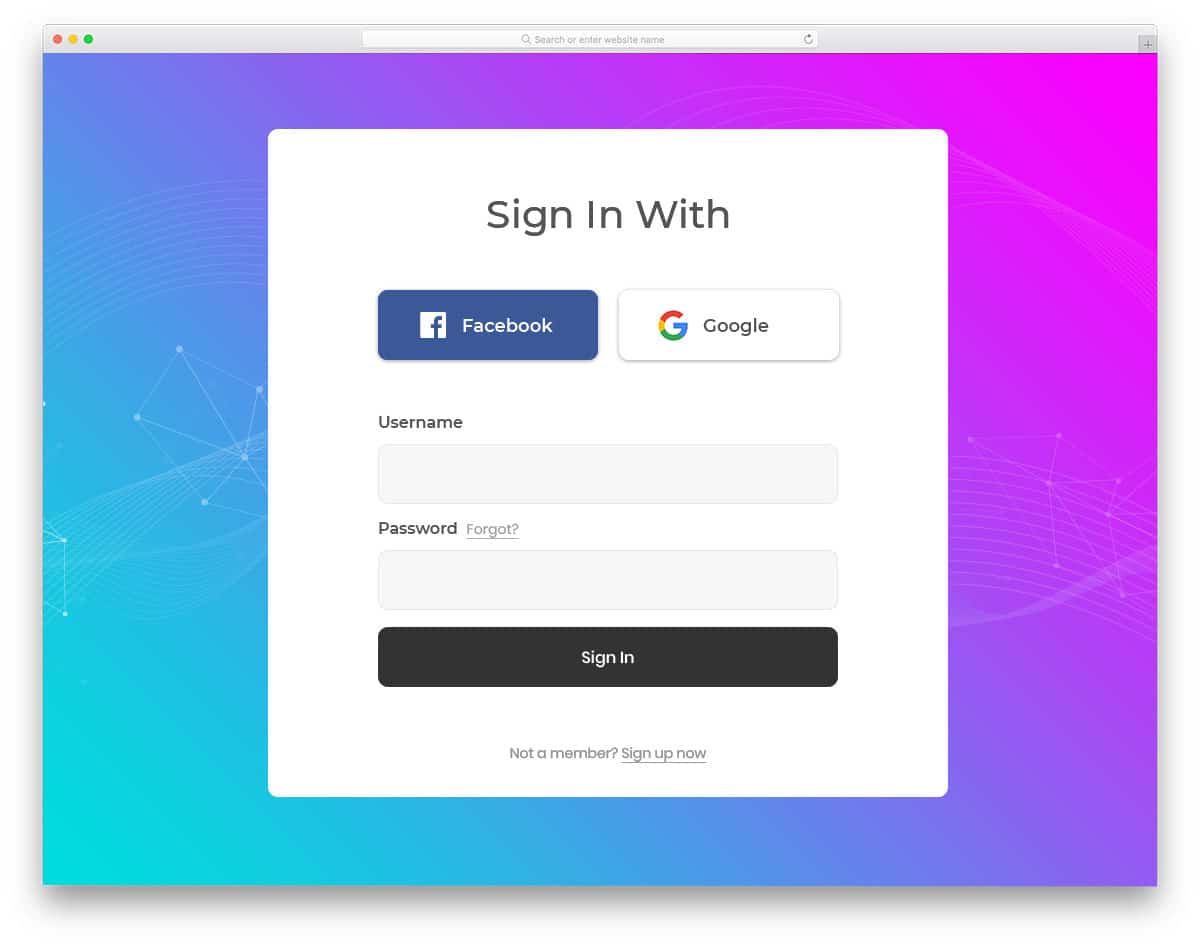 Search or enter website name
Sign In With
Facebook
Google
Username
Password Forgot?
Sign In
Not a member? Sign up now